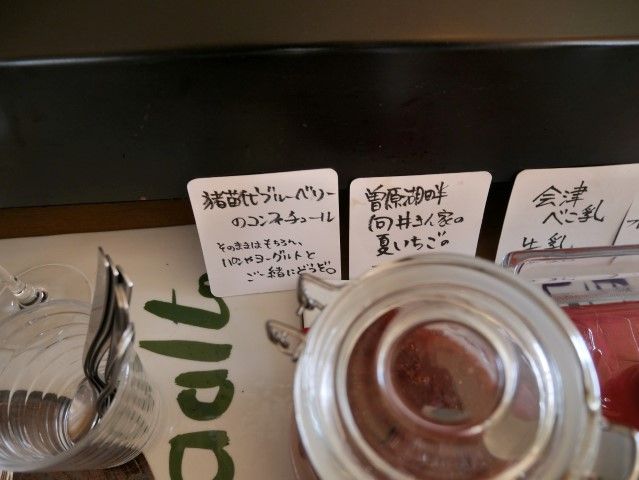 猪苗代ブルーベリー
のコンフィチュール
そのままはもちろん、
パンやヨーグルトと
ご一緒にどうぞ。
曽原湖畔
向井さん家の
夏いちごの
会津
べこ乳
牛乳
aalto